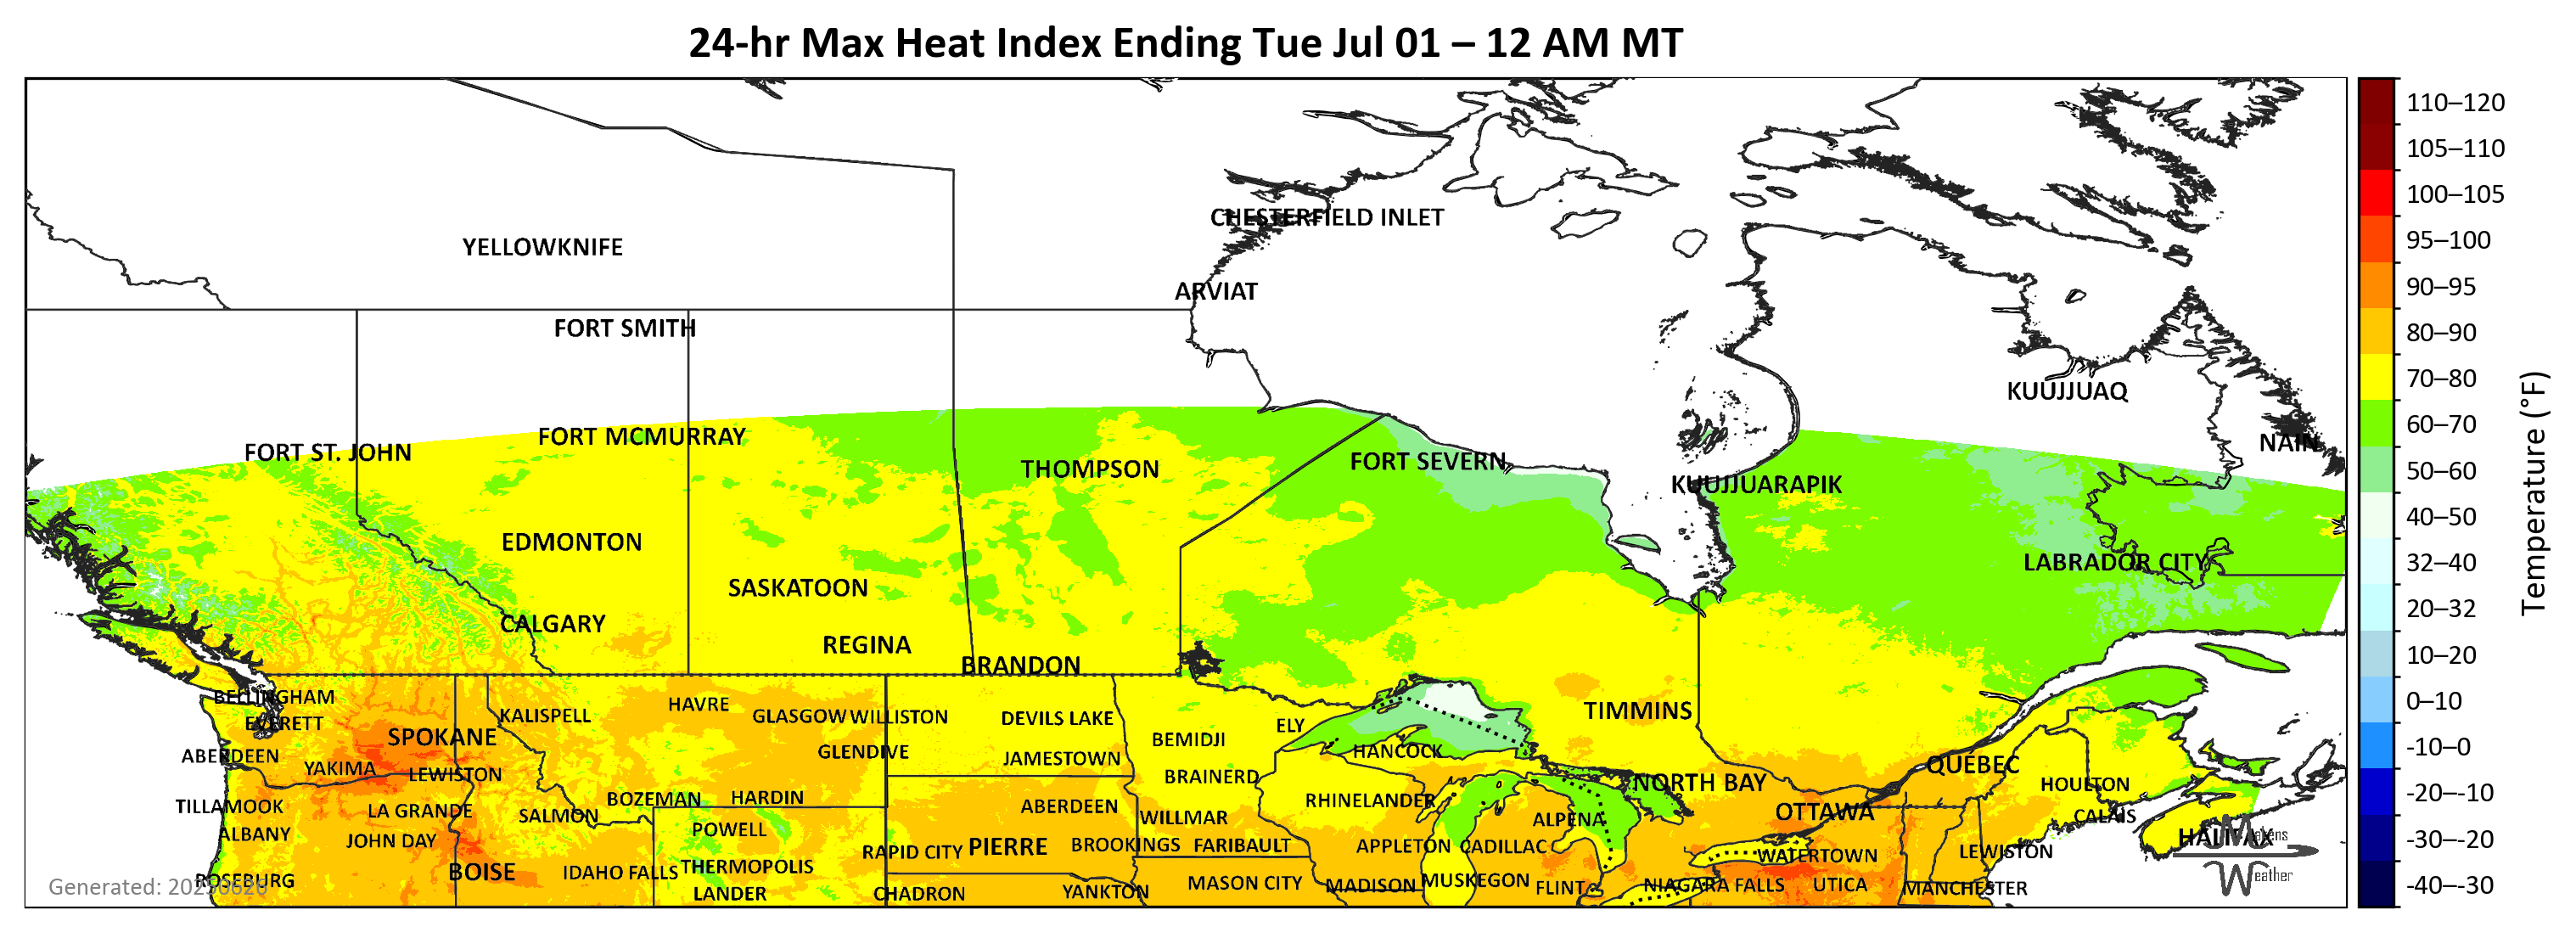 24-hr Max Heat Index Ending Tue Jul 01 – 12 AM MT
110–120
105–110
CHESTERFIELD INLET
100–105
YELLOWKNIFE
95–100
ARVIAT
90–95
FORT SMITH
80–90
KUUJJUAQ
70–80
60–70
FORT MCMURRAY
NAIN
FORT ST. JOHN
FORT SEVERN
THOMPSON
50–60
KUUJJUARAPIK
40–50
Temperature (°F)
EDMONTON
LABRADOR CITY
32–40
SASKATOON
20–32
CALGARY
REGINA
10–20
BRANDON
BELLINGHAM
HAVRE
0–10
TIMMINS
KALISPELL
GLASGOW WILLISTON
DEVILS LAKE
EVERETT
ELY
SPOKANE
BEMIDJI
-10–0
GLENDIVE
HANCOCK
ABERDEEN
JAMESTOWN
QUÉBEC
YAKIMA
LEWISTON
BRAINERD
NORTH BAY
HOULTON
-20–-10
BOZEMAN
HARDIN
RHINELANDER
TILLAMOOK
LA GRANDE
ABERDEEN
SALMON
WILLMAR
OTTAWA
ALPENA
CALAIS
ALBANY
POWELL
-30–-20
HALIFAX
Makens
JOHN DAY
PIERRE
BROOKINGS
FARIBAULT
APPLETON
CADILLAC
RAPID CITY
WATERTOWN
LEWISTON
BOISE
IDAHO FALLS
THERMOPOLIS
Weather
ROSEBURG
MASON CITY
MADISON
MUSKEGON
FLINT
NIAGARA FALLS
UTICA
MANCHESTER
-40–-30
LANDER
CHADRON
YANKTON
Generated: 20250626